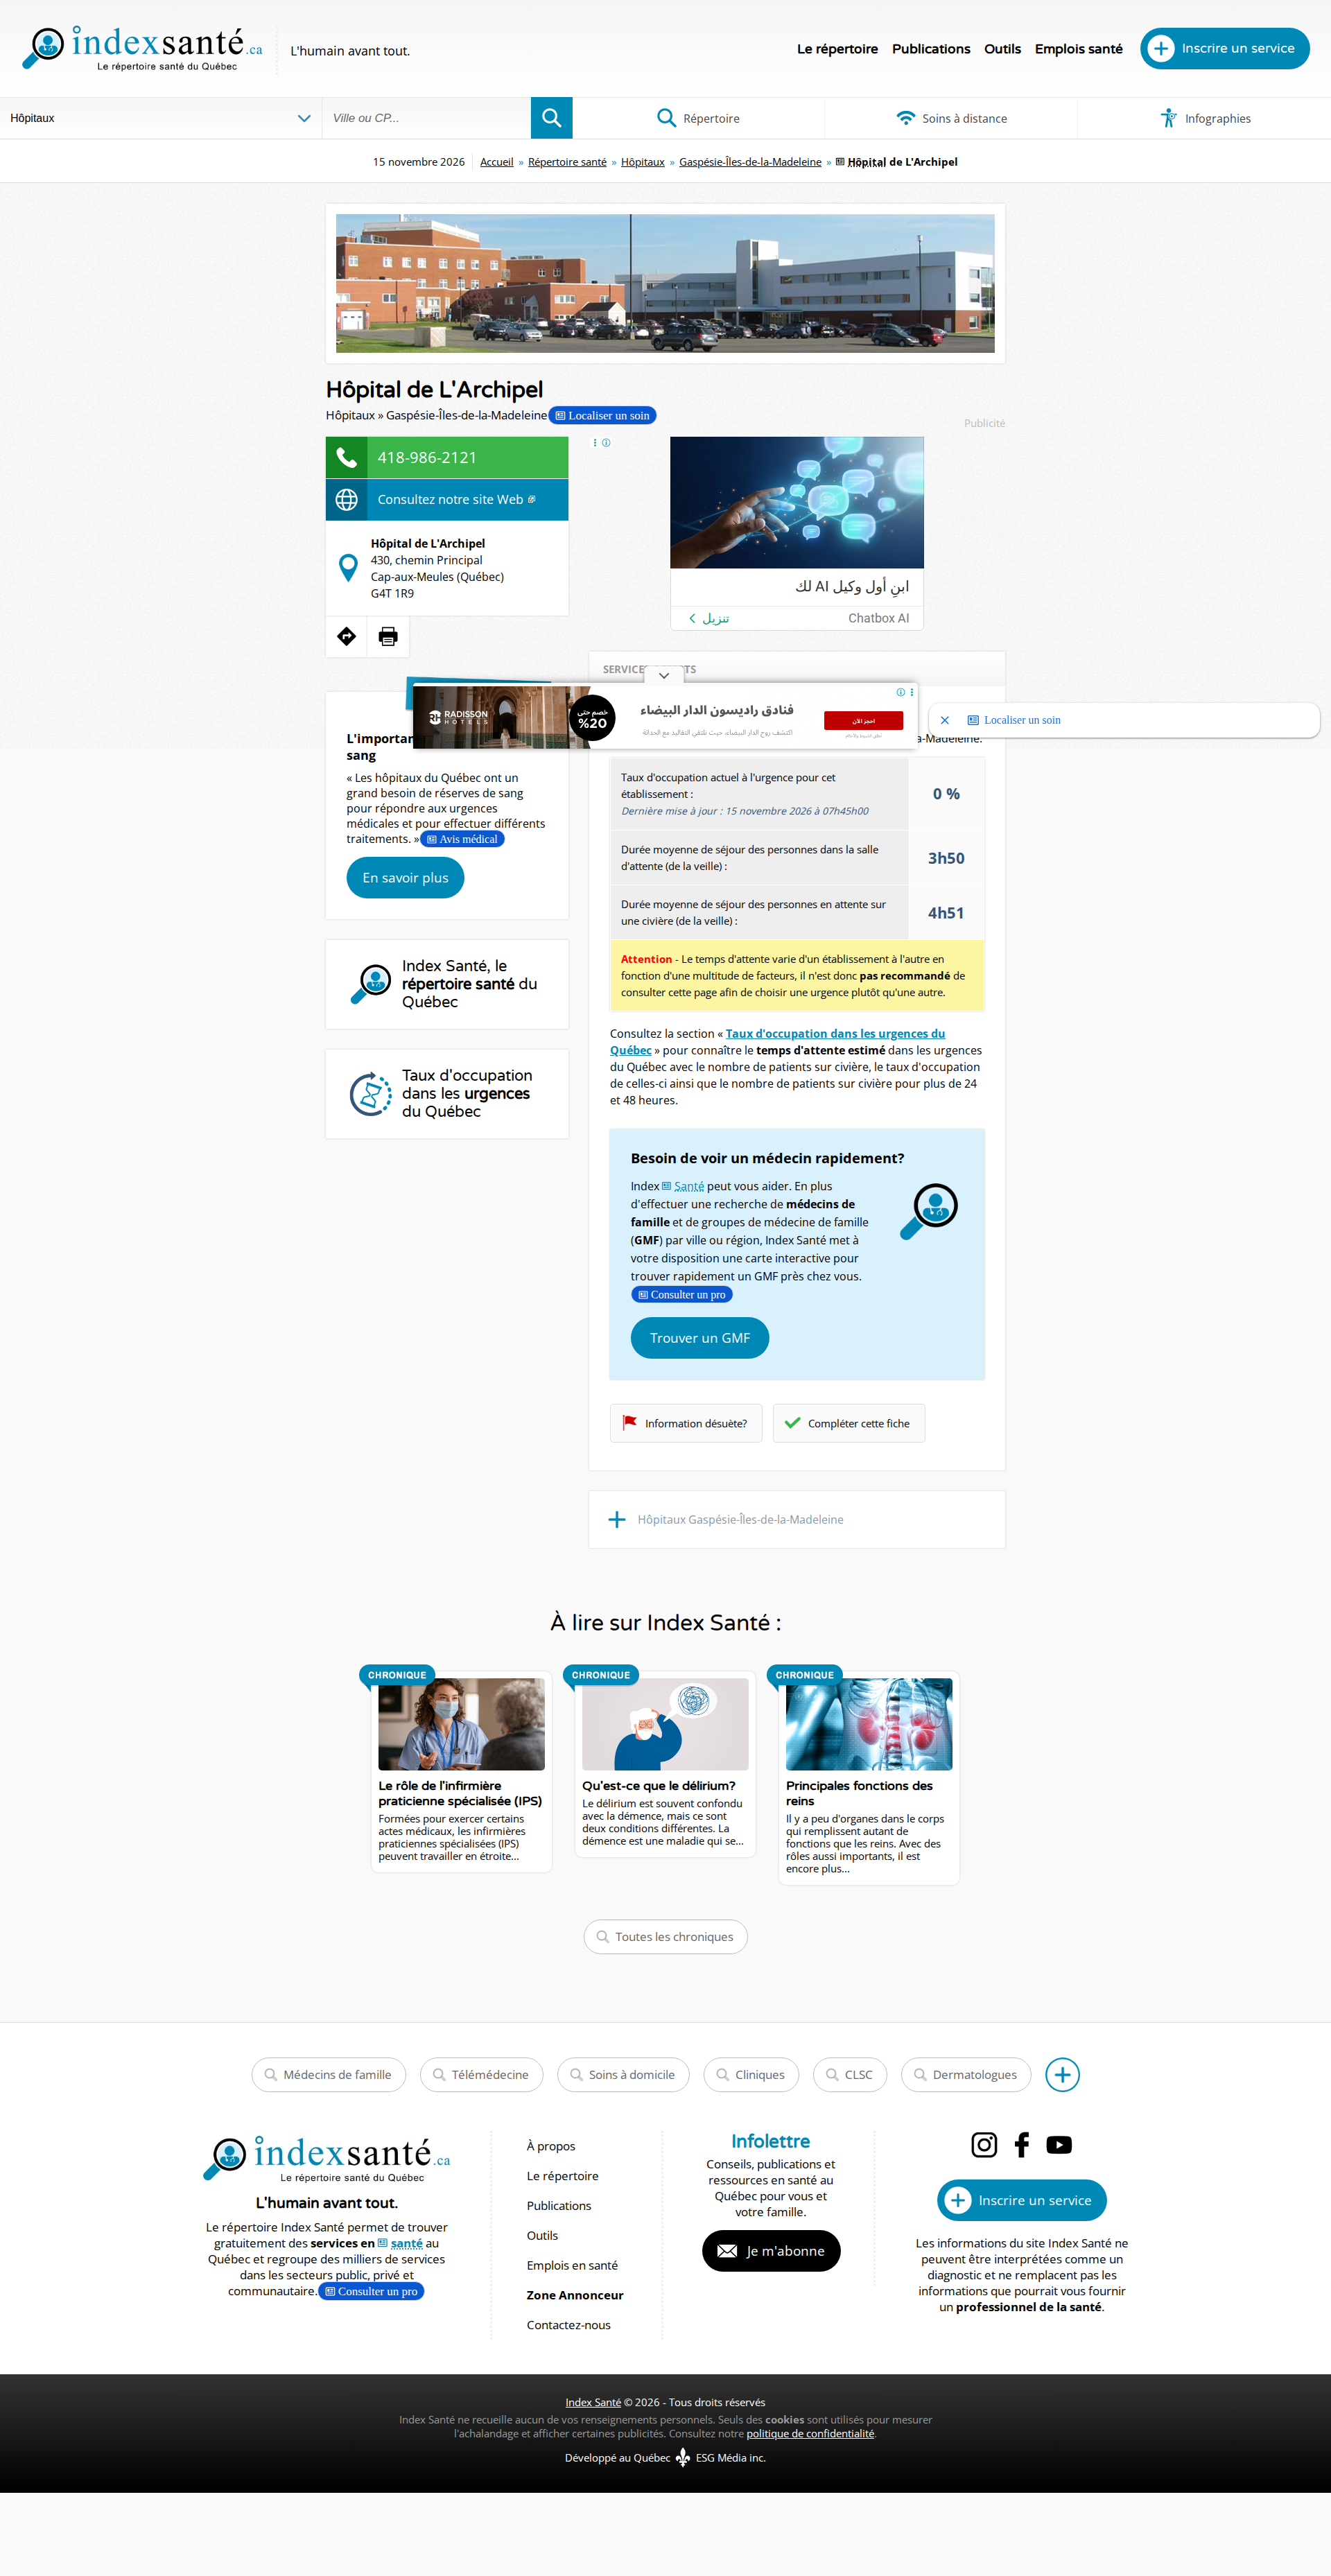 indexsanté.ca
Le répertoire santé du Québec
L'humain avant tout.
Le répertoire
Publications
Outils
Emplois santé
Inscrire un service
Hôpitaux
Ville ou CP...
Répertoire
Soins à distance
Infographies
15 novembre 2026
Accueil » Répertoire santé » Hôpitaux » Gaspésie-Îles-de-la-Madeleine » Hôpital de L'Archipel
Hôpital de L'Archipel
Hôpitaux » Gaspésie-Îles-de-la-Madeleine Localiser un soin
Publicité
418-986-2121
Consultez notre site Web
Hôpital de L'Archipel
430, chemin Principal
Cap-aux-Meules (Québec)
G4T 1R9
ابنِ أول وكيل AI لك
Chatbox AI
تنزيل
RADISSON
HOTELS
خصم حتى
%20
فنادق راديسون الدار البيضاء
اكتشف روح الدار البيضاء، حيث تلتقي التقاليد مع الحداثة
احجز الآن
Localiser un soin
a-Madeleine.
sang
« Les hôpitaux du Québec ont un
grand besoin de réserves de sang
pour répondre aux urgences
médicales et pour effectuer différents
traitements. » Avis médical
En savoir plus
Index Santé, le
répertoire santé du
Québec
Taux d'occupation
dans les urgences
du Québec
Taux d'occupation actuel à l'urgence pour cet
établissement :
Dernière mise à jour : 15 novembre 2026 à 07h45h00
0 %
Durée moyenne de séjour des personnes dans la salle
d'attente (de la veille) :
3h50
Durée moyenne de séjour des personnes en attente sur
une civière (de la veille) :
4h51
Attention - Le temps d'attente varie d'un établissement à l'autre en
fonction d'une multitude de facteurs, il n'est donc pas recommandé de
consulter cette page afin de choisir une urgence plutôt qu'une autre.
Consultez la section « Taux d'occupation dans les urgences du
Québec » pour connaître le temps d'attente estimé dans les urgences
du Québec avec le nombre de patients sur civière, le taux d'occupation
de celles-ci ainsi que le nombre de patients sur civière pour plus de 24
et 48 heures.
Besoin de voir un médecin rapidement?
Index Santé peut vous aider. En plus
d'effectuer une recherche de médecins de
famille et de groupes de médecine de famille
(GMF) par ville ou région, Index Santé met à
votre disposition une carte interactive pour
trouver rapidement un GMF près chez vous.
Consulter un pro
Trouver un GMF
Information désuète?
Compléter cette fiche
Hôpitaux Gaspésie-Îles-de-la-Madeleine
À lire sur Index Santé :
CHRONIQUE
Le rôle de l'infirmière
praticienne spécialisée (IPS)
Formées pour exercer certains
actes médicaux, les infirmières
praticiennes spécialisées (IPS)
peuvent travailler en étroite...
CHRONIQUE
Qu'est-ce que le délirium?
Le délirium est souvent confondu
avec la démence, mais ce sont
deux conditions différentes. La
démence est une maladie qui se...
CHRONIQUE
Principales fonctions des
reins
Il y a peu d'organes dans le corps
qui remplissent autant de
fonctions que les reins. Avec des
rôles aussi importants, il est
encore plus...
Toutes les chroniques
Médecins de famille
Télémédecine
Soins à domicile
Cliniques
CLSC
Dermatologues
indexsanté.ca
Le répertoire santé du Québec
L'humain avant tout.
Le répertoire Index Santé permet de trouver
gratuitement des services en santé au
Québec et regroupe des milliers de services
dans les secteurs public, privé et
communautaire. Consulter un pro
À propos
Le répertoire
Publications
Outils
Emplois en santé
Zone Annonceur
Contactez-nous
Infolettre
Conseils, publications et
ressources en santé au
Québec pour vous et
votre famille.
Je m'abonne
Inscrire un service
Les informations du site Index Santé ne
peuvent être interprétées comme un
diagnostic et ne remplacent pas les
informations que pourrait vous fournir
un professionnel de la santé.
Index Santé © 2026 - Tous droits réservés
Index Santé ne recueille aucun de vos renseignements personnels. Seuls des cookies sont utilisés pour mesurer
l'achalandage et afficher certaines publicités. Consultez notre politique de confidentialité.
Développé au Québec ESG Média inc.